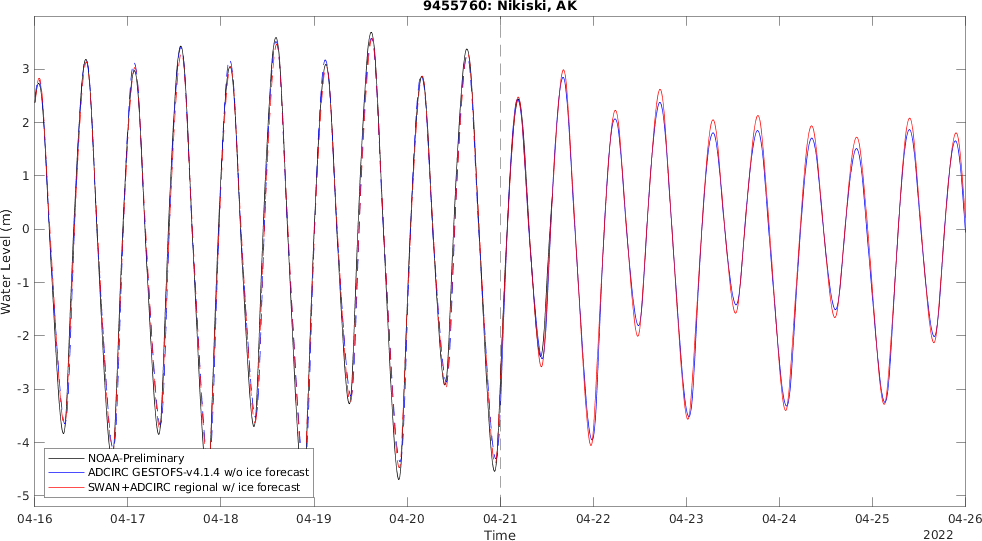 9455760: Nikiski, AK
Water Level (m)
3
2
1
0
-1
-2
-3
-4
-5
NOAA-Preliminary
ADCIRC GESTOFS-v4.1.4 w/o ice forecast
SWAN+ADCIRC regional w/ ice forecast
04-16 04-17 04-18 04-19 04-20 04-21 04-22 04-23 04-24 04-25 04-26
Time
2022